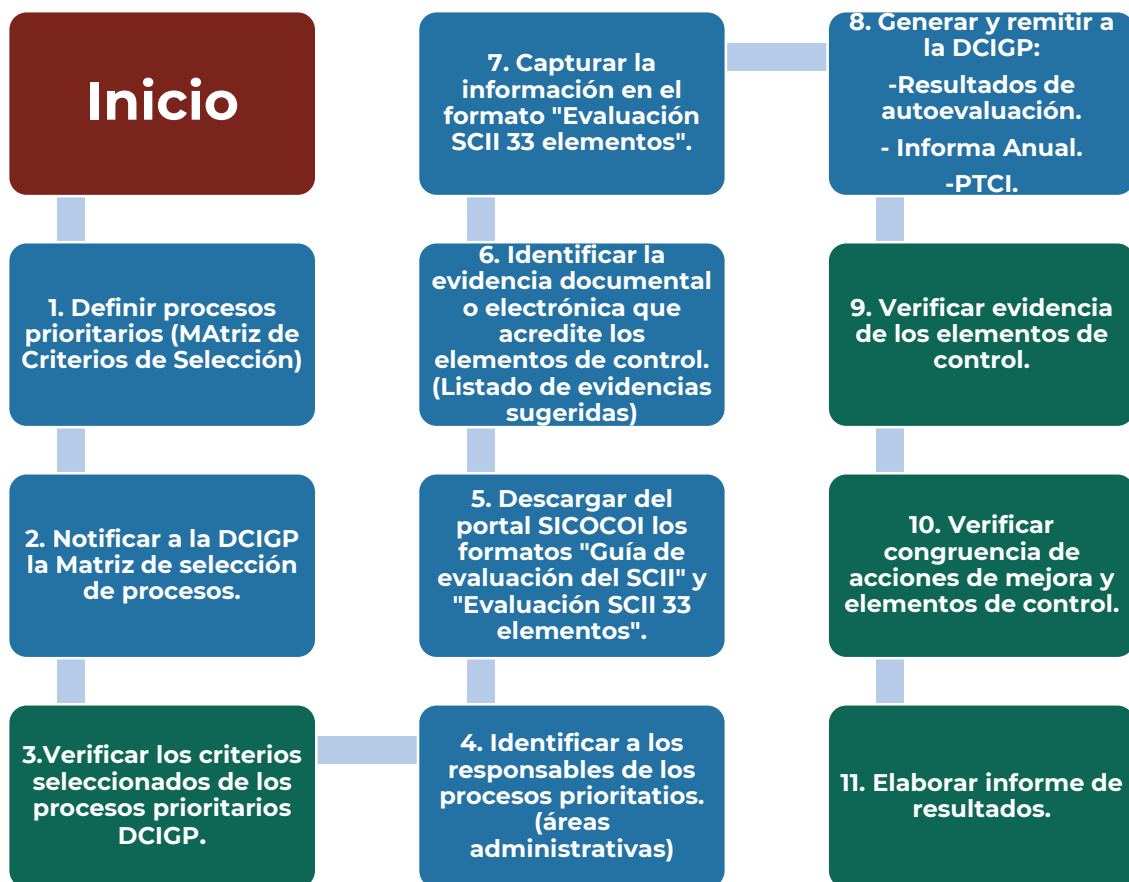 Inicio
1. Definir procesos
prioritarios (MAtriz de
Criterios de Selección)
2. Notificar a la DCIGP
la Matriz de selección
de procesos.
3.Verificar los criterios
seleccionados de los
procesos prioritarios
DCIGP.
4. Identificar a los
responsables de los
procesos prioritatios.
(áreas
administrativas)
5. Descargar del
portal SICOCOI los
formatos "Guía de
evaluación del SCII" y
"Evaluación SCII 33
elementos".
6. Identificar la
evidencia documental
o electrónica que
acredite los
elementos de control.
(Listado de evidencias
sugeridas)
7. Capturar la
información en el
formato "Evaluación
SCII 33 elementos".
8. Generar y remitir a
la DCIGP:
-Resultados de
autoevaluación.
- Informa Anual.
-PTCI.
9. Verificar evidencia
de los elementos de
control.
10. Verificar
congruencia de
acciones de mejora y
elementos de control.
11. Elaborar informe de
resultados.